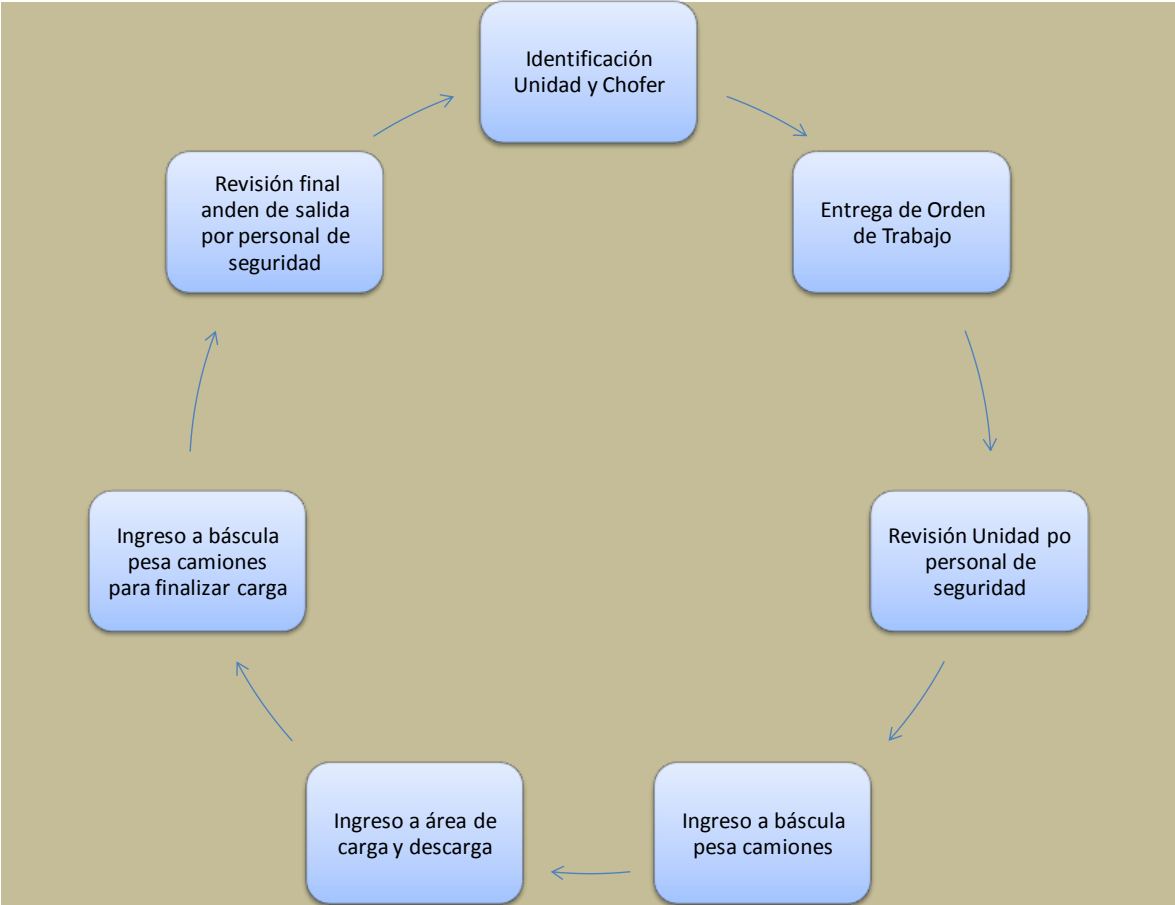 Identificación
Unidad y Chofer
Entrega de Orden
de Trabajo
Revisión Unidad po
personal de
seguridad
Ingreso a báscula
pesa camiones
Ingreso a área de
carga y descarga
Ingreso a báscula
pesa camiones
para finalizar carga
Revisión final
anden de salida
por personal de
seguridad